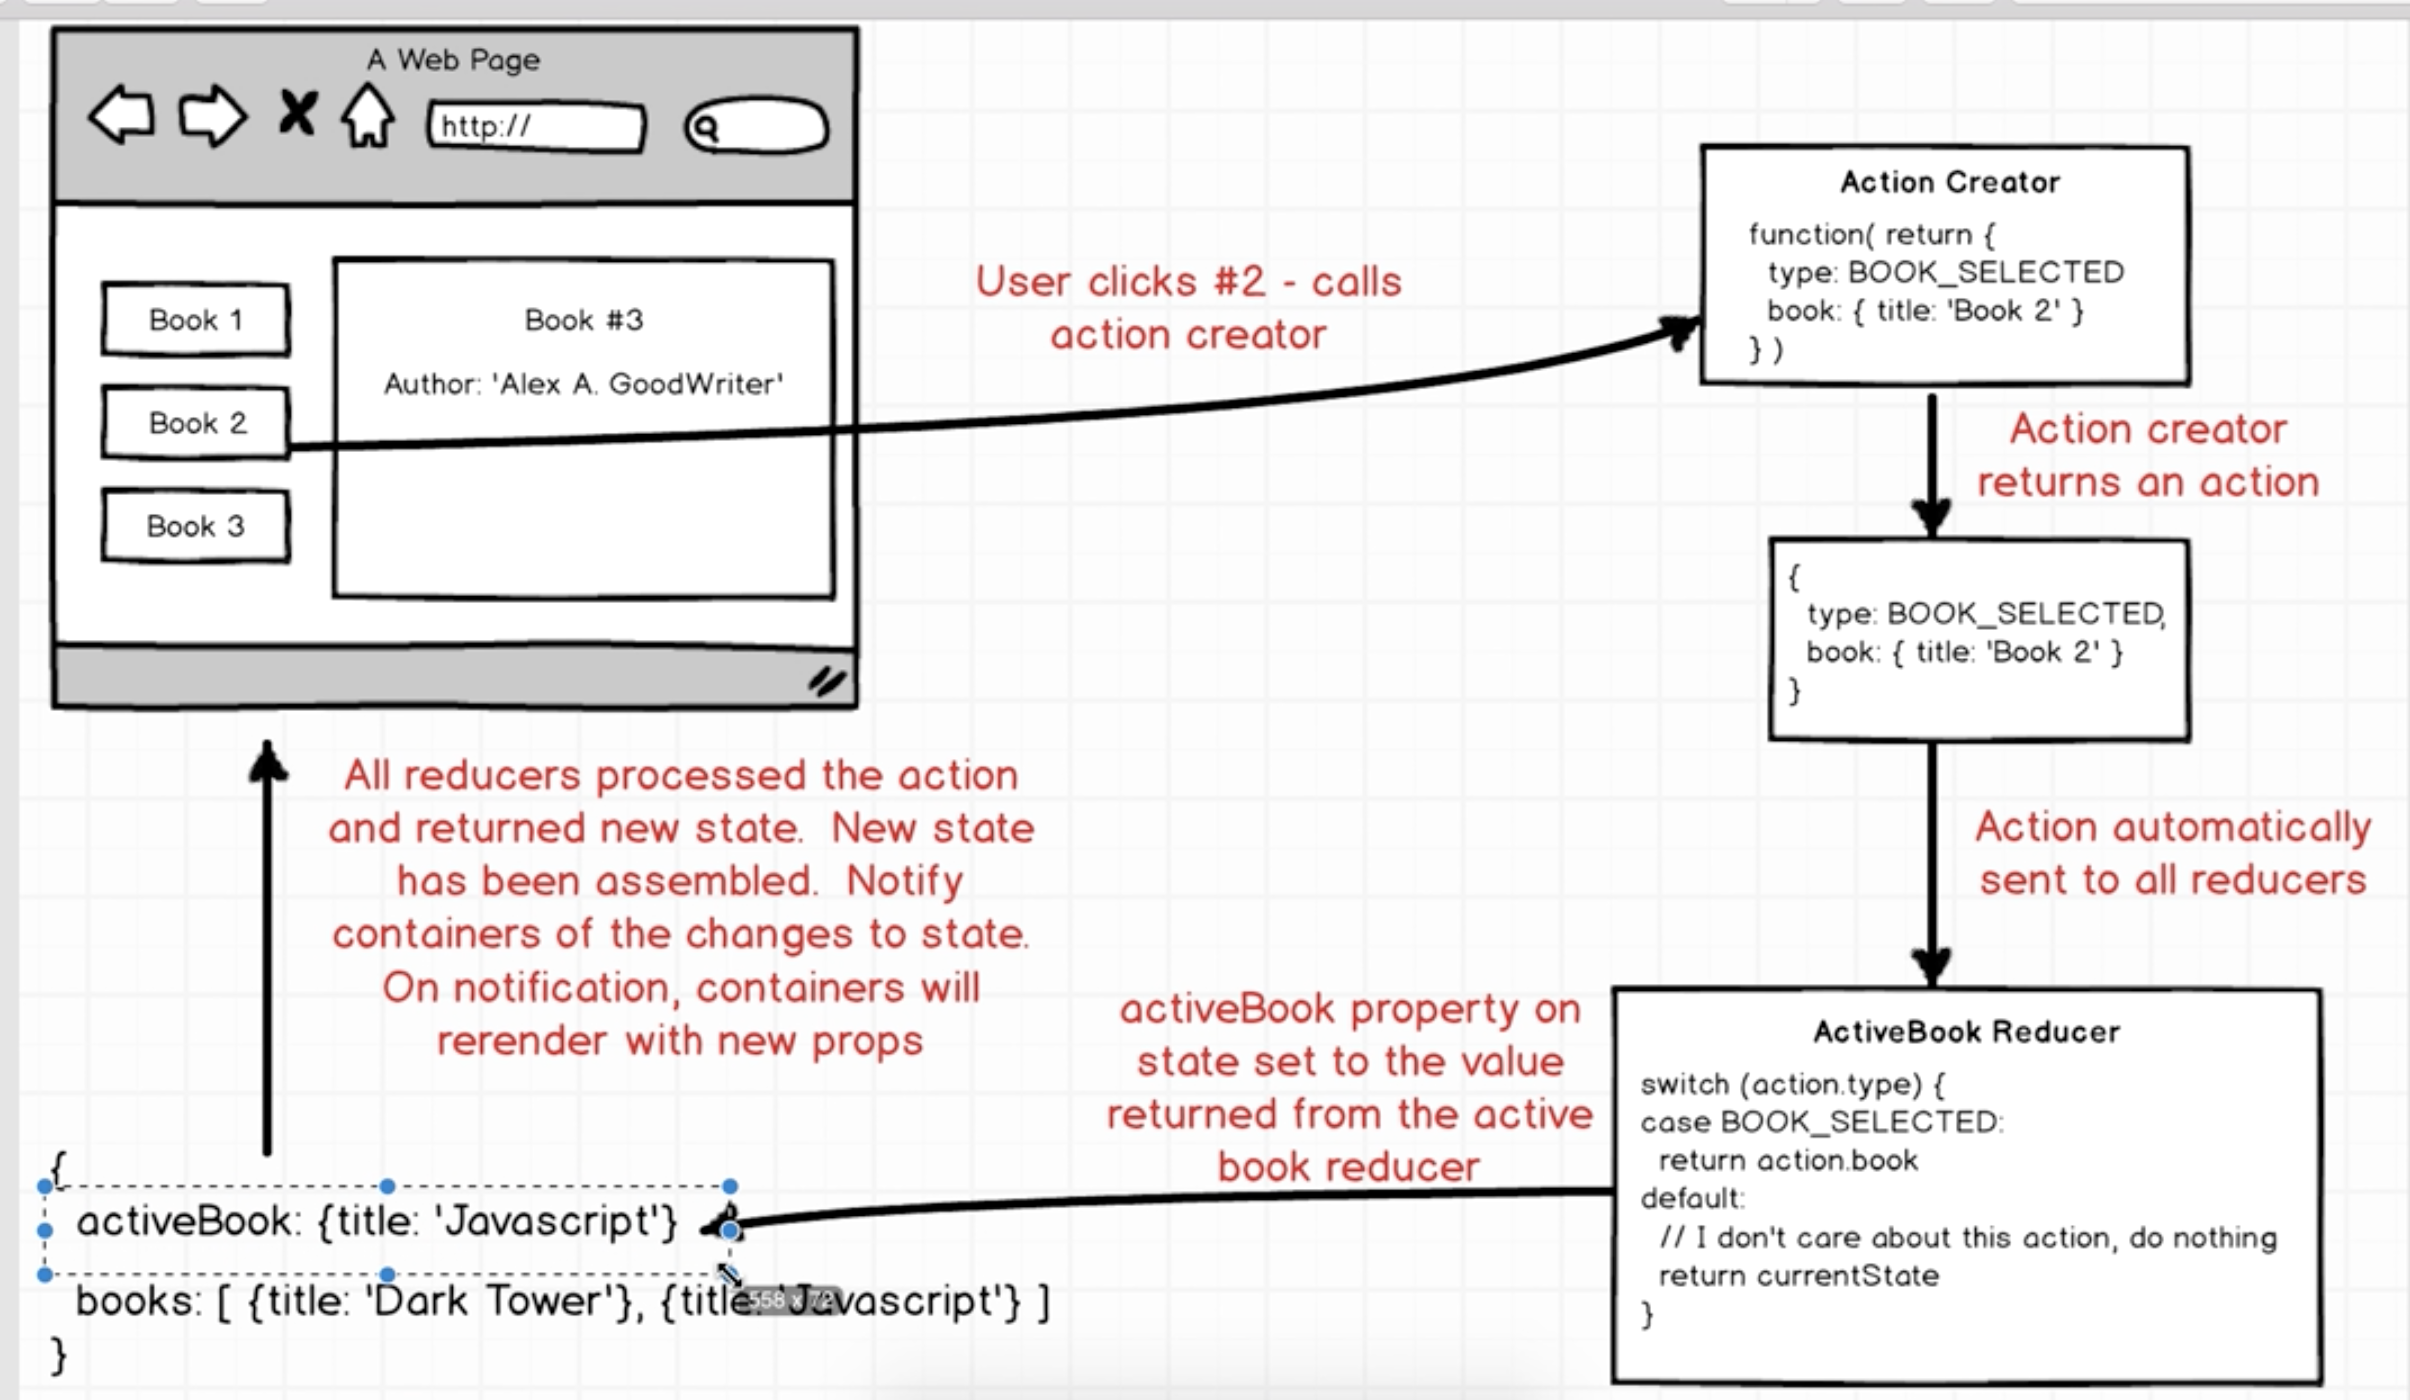 A Web Page
http://
Book 1
Book 2
Book 3
Book #3
Author: 'Alex A. GoodWriter'
User clicks #2 - calls
action creator
Action Creator
function( return {
type: BOOK_SELECTED
book: { title: 'Book 2' }
} )
Action creator
returns an action
{
type: BOOK_SELECTED,
book: { title: 'Book 2' }
}
Action automatically
sent to all reducers
ActiveBook Reducer
switch (action.type) {
case BOOK_SELECTED:
return action.book
default:
// I don't care about this action, do nothing
return currentState
}
activeBook property on
state set to the value
returned from the active
book reducer
All reducers processed the action
and returned new state. New state
has been assembled. Notify
containers of the changes to state.
On notification, containers will
rerender with new props
{
activeBook: {title: 'Javascript'}
books: [ {title: 'Dark Tower'}, {title: 'Javascript'} ]
}
558 x 72